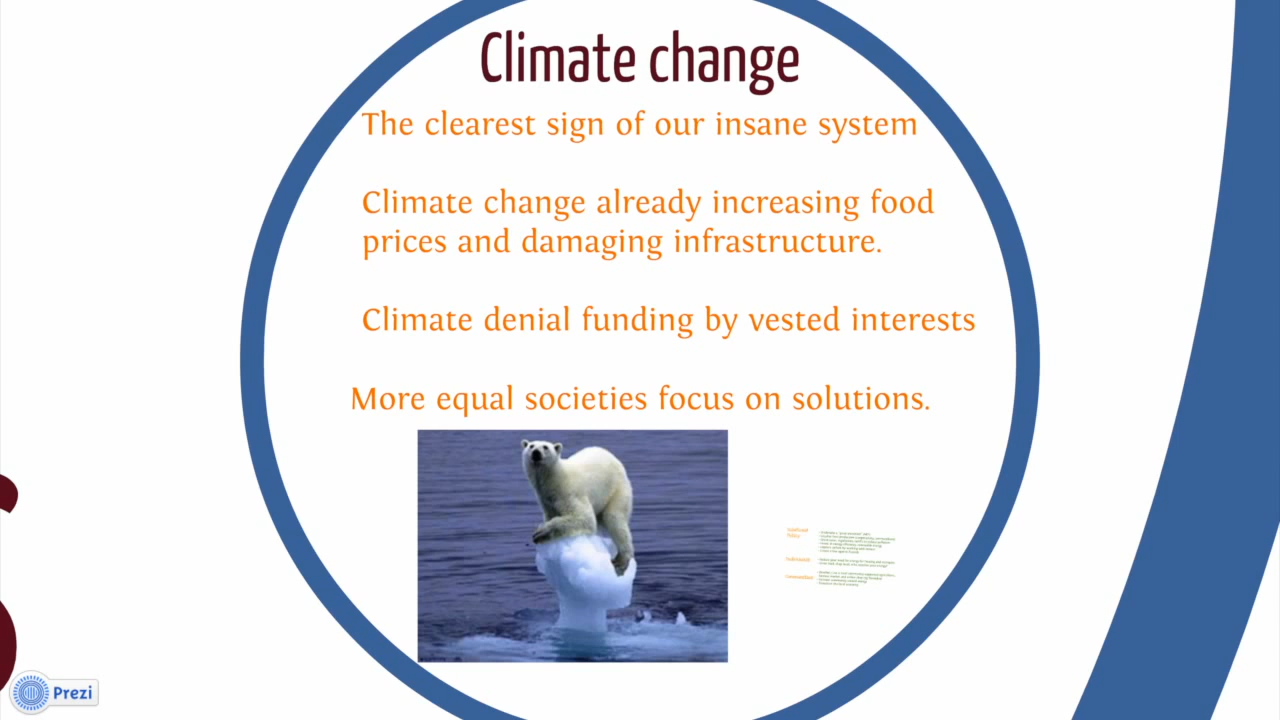 Climate change
The clearest sign of our insane system
Climate change already increasing food
prices and damaging infrastructure.
Climate denial funding by vested interests
More equal societies focus on solutions.
Prezi